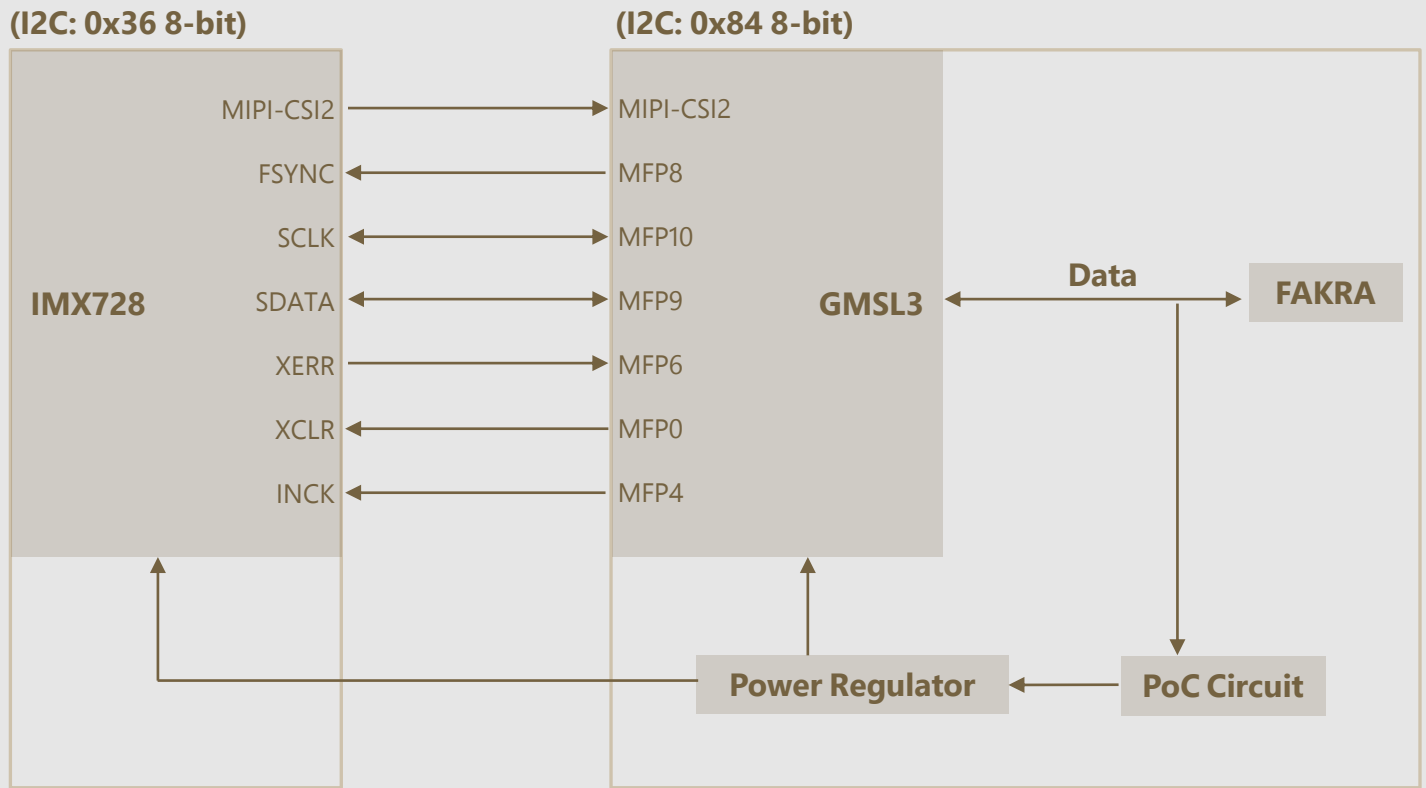 (I2C: 0x36 8-bit)
(I2C: 0x84 8-bit)
MIPI-CSI2
MIPI-CSI2
FSYNC
MFP8
SCLK
MFP10
Data
IMX728
SDATA
MFP9
GMSL3
FAKRA
XERR
MFP6
XCLR
MFP0
INCK
MFP4
Power Regulator
PoC Circuit